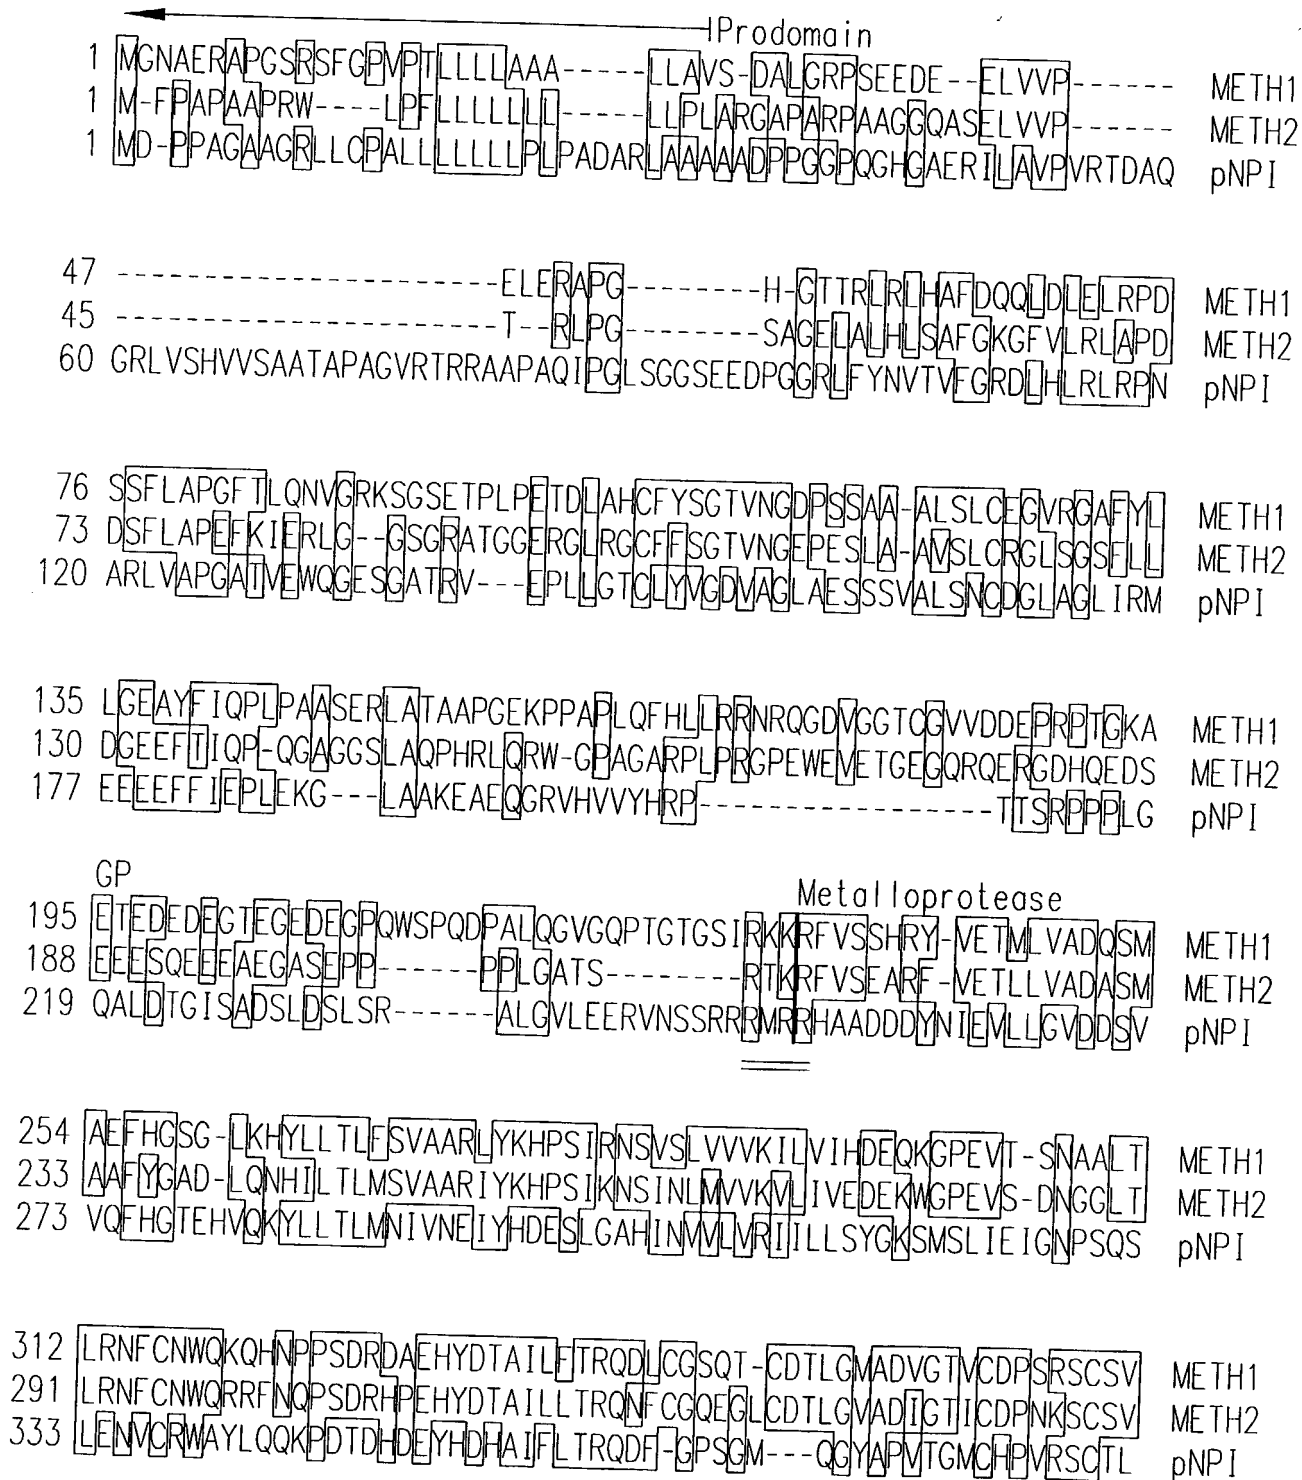 Prodomain
1 MGNAERAPGSRSFGPVPTLLLLAAA-----LLAVS-DALGRPSEEDE--ELVVP------ METH1
1 M-FPAPAAPRW----LPFLLLLLLL-----LLPLARGAPARPAAGGQASELVVP------ METH2
1 MD-PPAGAAGRLLCPALLLLLLLPLPADARLAAAAADPPGGPQGHGAERILAVPVRTDAQ pNPI
47 ----------------------ELERAPG--------H-GTTRLRLHAFDQQLDLELRPD METH1
45 ----------------------T--RLPG--------SAGELALHLSAFGKGFVLRLAPD METH2
60 GRLVSHVVSAATAPAGVRTRRAAPAQIPGLSGGSEEDPGGRLFYNVTVFGRDLHLRLRPN pNPI
76 SSFLAPGFTLQNVGRKSGSETPLPETDLAHCFYSGTVNGDPSSAA-ALSLCEGVRGAFYL METH1
73 DSFLAPEFKIERLG--GSGRATGGERGLRGCFFSGTVNGEPESLA-AVSLCRGLSGSFLL METH2
120 ARLVAPGATVEWQGESGATRV---EPLLGTCLYVGDVAGLAESSSVALSNCDGLAGLIRM pNPI
135 LGEAYFIQPLPAASERLATAAPGEKPPAPLQFHLLRRNRQGDVGGTCGVVDDEPRPTGKA METH1
130 DGEEFTIQP-QGAGGSLAQPHRLQRW-GPAGARPLPRGPEWEVETGEGQRQERGDHQEDS METH2
177 EEEEFFIEPLEKG---LAAKEAEQGRVHVVYHRP-----------------TTSRPPPLG pNPI
GP Metalloprotease
195 ETEDEDEGTEGEDEGPQWSPQDPALQGVGQPTGTGSIRKKRFVSSHRY-VETMLVADQSM METH1
188 EEESQEEEAEGASEPP------PPLGATS--------RTKRFVSEARF-VETLLVADASM METH2
219 QALDTGISADSLDSLSR------ALGVLEERVNSSRRRMRRHAADDDYNIEVLLGVDDSV pNPI
254 AEFHGSG-LKHYLLTLFSVAARLYKHPSIRNSVSLVVVKILVIHDEQKGPEVT-SNAALT METH1
233 AAFYGAD-LQNHILTLMSVAARIYKHPSIKNSINLMVVKVLIVEDEKWGPEVS-DNGGLT METH2
273 VQFHGTEHVQKYLLTLMNIVNEIYHDESLGAHINVVLVRIILLSYGKSMSLIEIGNPSQS pNPI
312 LRNFCNWQKQHNPPSDRDAEHYDTAILFTRQDLCGSQT-CDTLGMADVGTVCDPSRSCSV METH1
291 LRNFCNWQRRFNQPSDRHPEHYDTAILLTRQNFCGQEGLCDTLGVADIGTICDPNKSCSV METH2
333 LENVCRWAYLQQKPDTDHDEYHDHAIFLTRQDF-GPSGM---QGYAPVTGMCHPVRSCTL pNPI